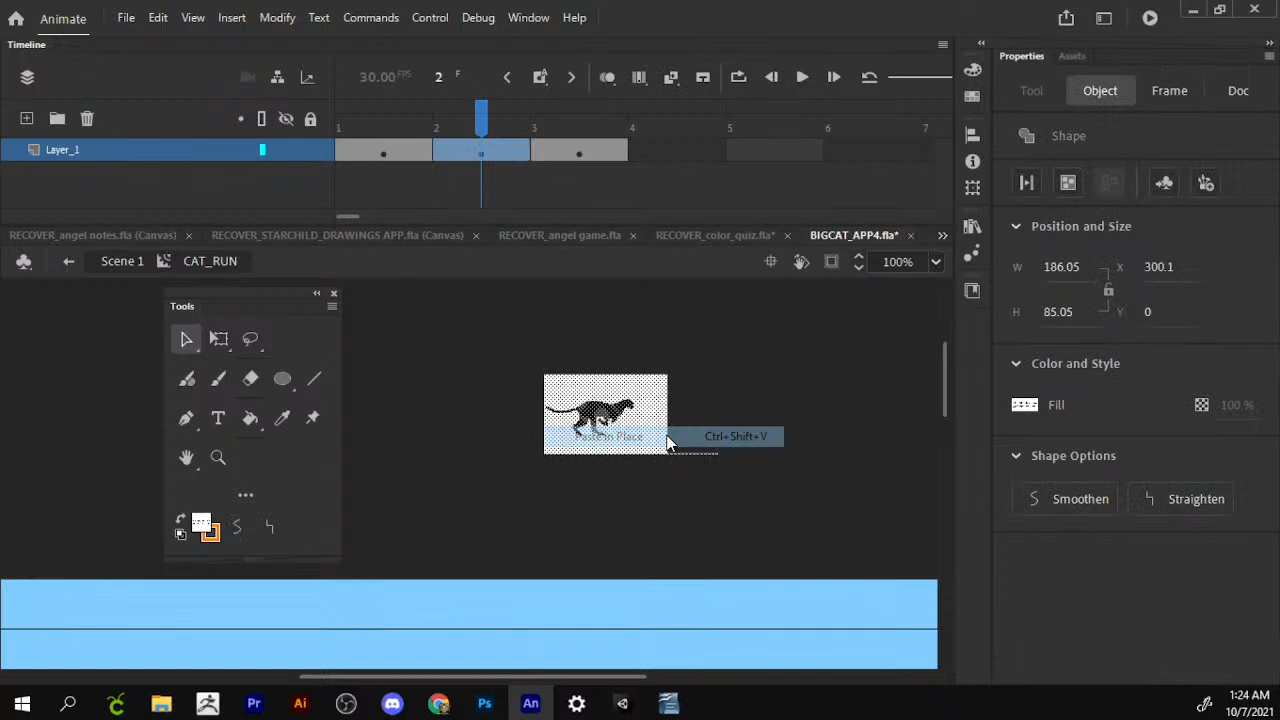 Animate File Edit View Insert Modify Text Commands Control Debug Window Help
Timeline
Properties Assets
30.00 FPS 2 F
Tool Object Frame Doc
1 2 3 4 5 6 7
Shape
Layer_1
Position and Size
RECOVER_angel notes.fla (Canvas) × RECOVER_STARCHILD_DRAWINGS APP.fla (Canvas) × RECOVER_angel game.fla × RECOVER_color_quiz.fla* × BIGCAT_APP4.fla* ×
Scene 1 CAT_RUN 100%
W 186.05 X 300.1
H 85.05 Y 0
Tools
Color and Style
Fill 100 %
Paste in Place Ctrl+Shift+V
Shape Options
Smoothen Straighten
Pr Ai Ps An
1:24 AM
10/7/2021